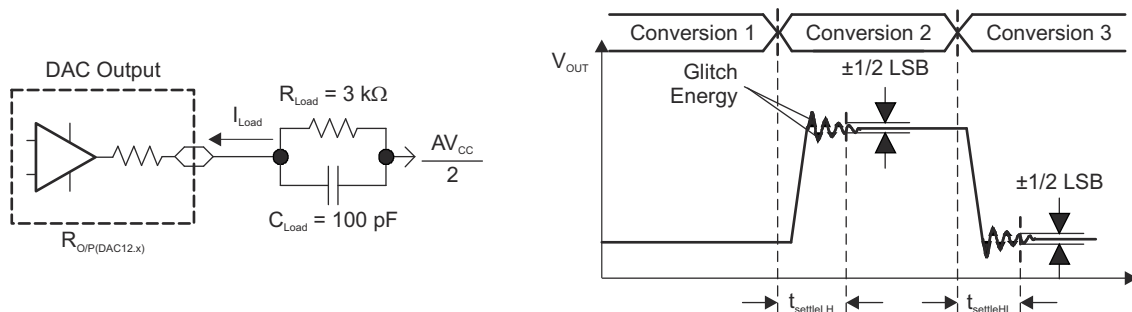 DAC Output
I_Load
R_Load = 3 kΩ
AV_CC
2
C_Load = 100 pF
R_O/P(DAC12.x)
Conversion 1
Conversion 2
Conversion 3
V_OUT
Glitch
Energy
±1/2 LSB
±1/2 LSB
t_settleLH
t_settleHL